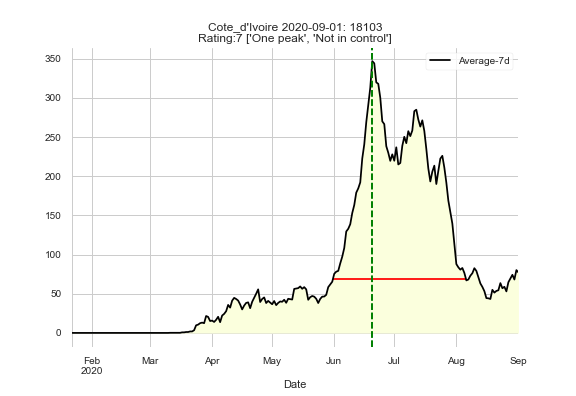 Cote_d'Ivoire 2020-09-01: 18103
Rating:7 ['One peak', 'Not in control']
Average-7d
350
300
250
200
150
100
50
0
Feb Mar Apr May Jun Jul Aug Sep
2020
Date